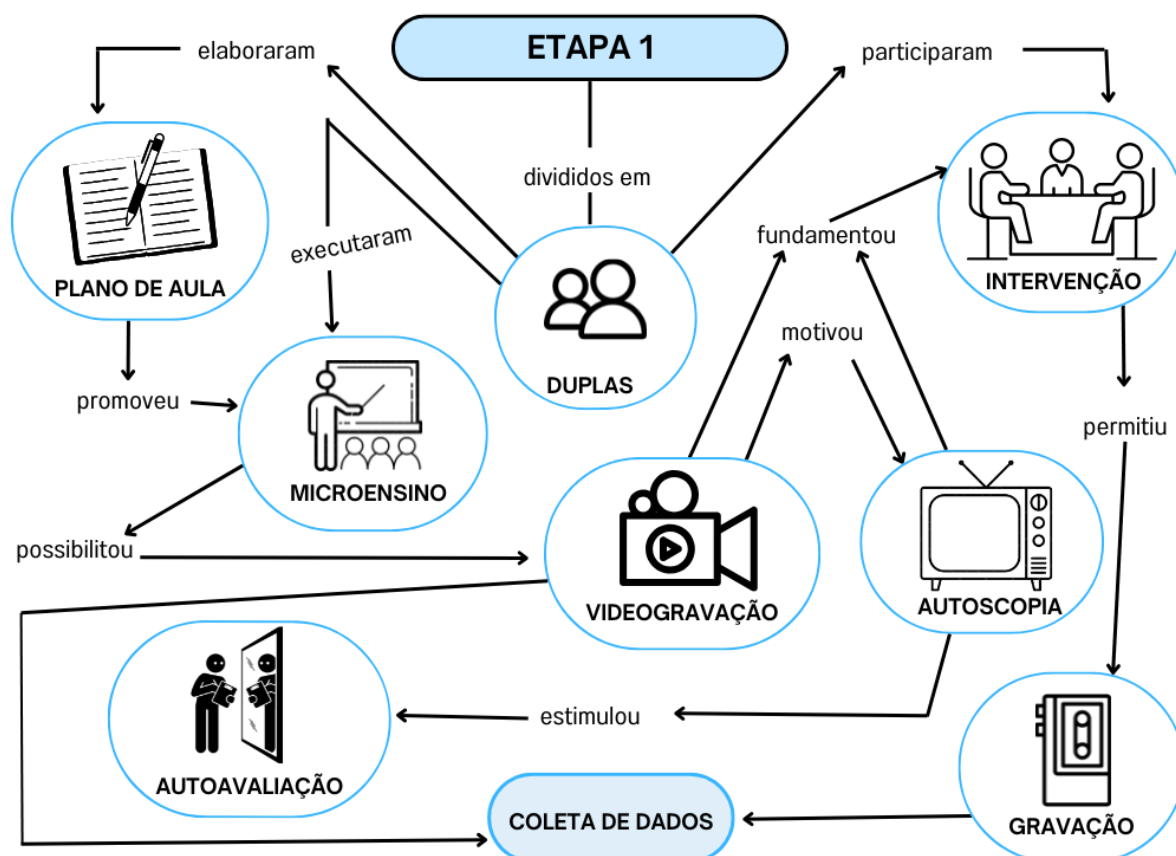 ETAPA 1
elaboraram
participaram
divididos em
executaram
fundamentou
PLANO DE AULA
INTERVENÇÃO
motivou
DUPLAS
promoveu
permitiu
MICROENSINO
possibilitou
VIDEOGRAVAÇÃO
AUTOSCOPIA
estimulou
AUTOAVALIAÇÃO
COLETA DE DADOS
GRAVAÇÃO